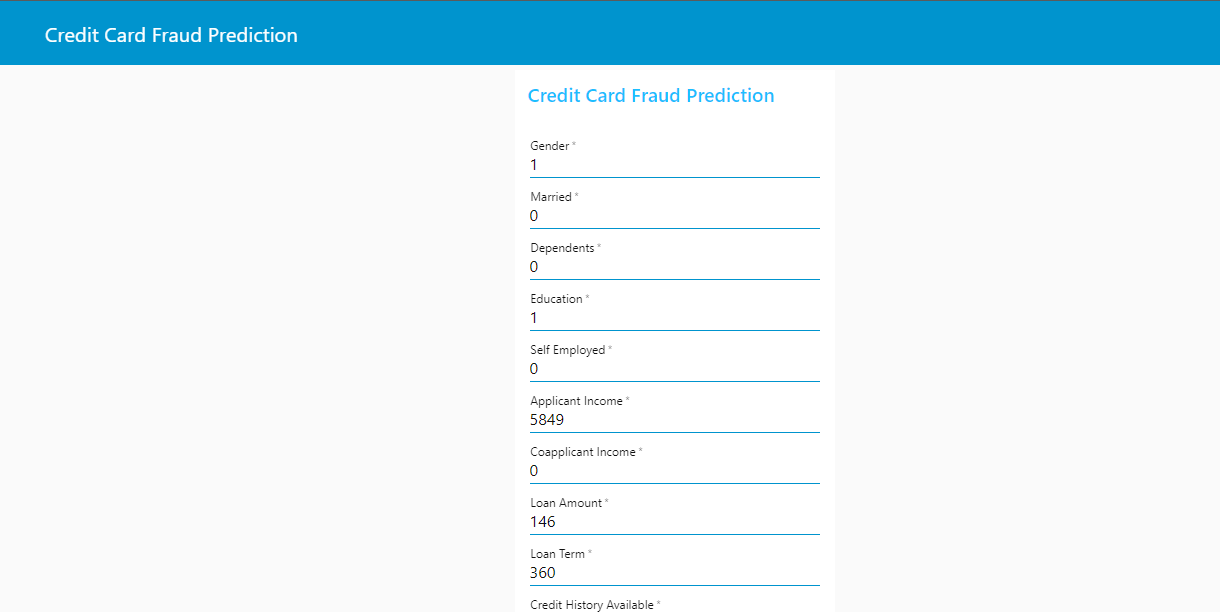 Credit Card Fraud Prediction
Credit Card Fraud Prediction
Gender *
1
Married *
0
Dependents *
0
Education *
1
Self Employed *
0
Applicant Income *
5849
Coapplicant Income *
0
Loan Amount *
146
Loan Term *
360
Credit History Available *